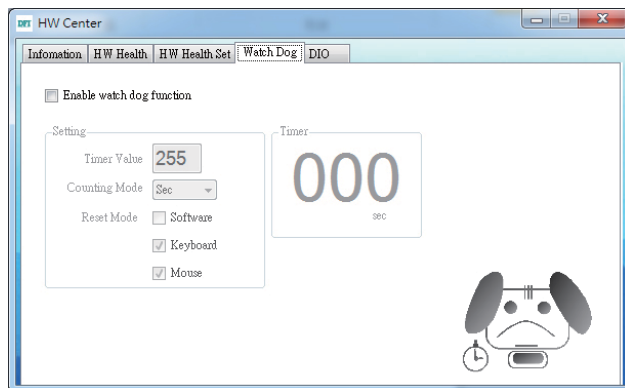 DFI HW Center
Infomation HW Health HW Health Set Watch Dog DIO
Enable watch dog function
Setting
Timer Value 255
Counting Mode Sec
Reset Mode Software
Keyboard
Mouse
Timer
000
sec